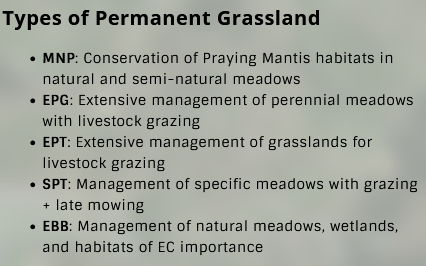 Types of Permanent Grassland
• MNP: Conservation of Praying Mantis habitats in
natural and semi-natural meadows
• EPG: Extensive management of perennial meadows
with livestock grazing
• EPT: Extensive management of grasslands for
livestock grazing
• SPT: Management of specific meadows with grazing
+ late mowing
• EBB: Management of natural meadows, wetlands,
and habitats of EC importance